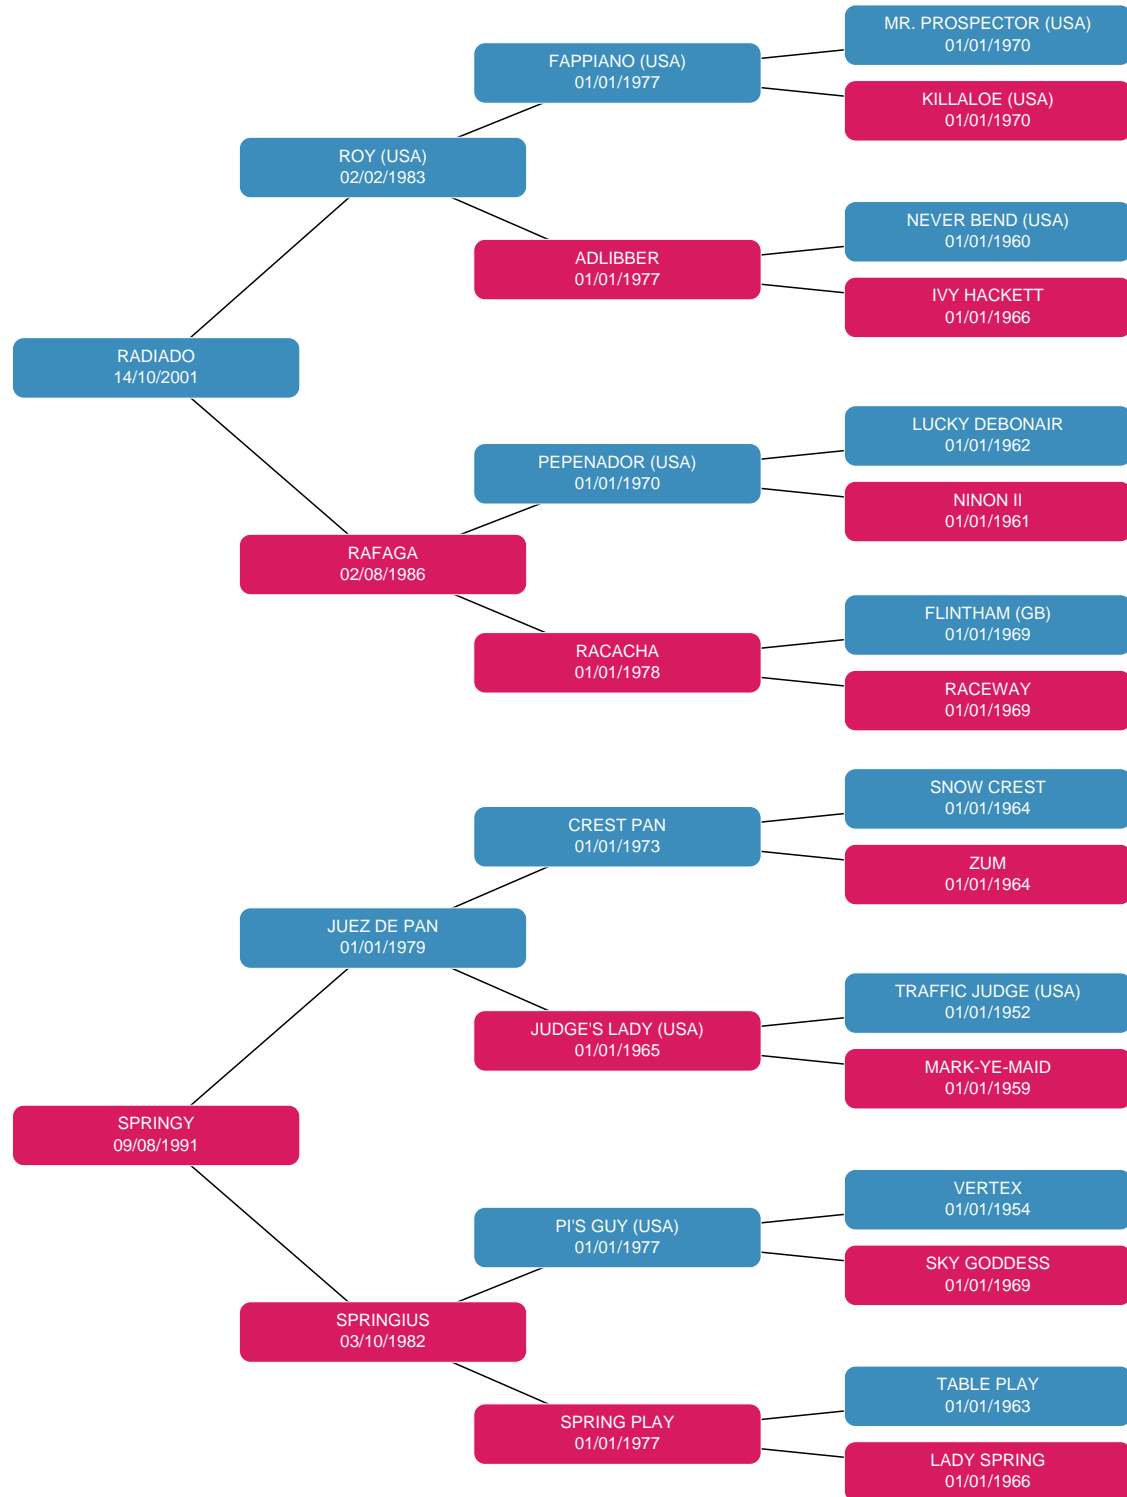 MR. PROSPECTOR (USA)
01/01/1970
FAPPIANO (USA)
01/01/1977
KILLALOE (USA)
01/01/1970
ROY (USA)
02/02/1983
NEVER BEND (USA)
01/01/1960
ADLIBBER
01/01/1977
IVY HACKETT
01/01/1966
RADIADO
14/10/2001
LUCKY DEBONAIR
01/01/1962
PEPENADOR (USA)
01/01/1970
NINON II
01/01/1961
RAFAGA
02/08/1986
FLINTHAM (GB)
01/01/1969
RACACHA
01/01/1978
RACEWAY
01/01/1969
SNOW CREST
01/01/1964
CREST PAN
01/01/1973
ZUM
01/01/1964
JUEZ DE PAN
01/01/1979
TRAFFIC JUDGE (USA)
01/01/1952
JUDGE'S LADY (USA)
01/01/1965
MARK-YE-MAID
01/01/1959
SPRINGY
09/08/1991
VERTEX
01/01/1954
PI'S GUY (USA)
01/01/1977
SKY GODDESS
01/01/1969
SPRINGIUS
03/10/1982
TABLE PLAY
01/01/1963
SPRING PLAY
01/01/1977
LADY SPRING
01/01/1966